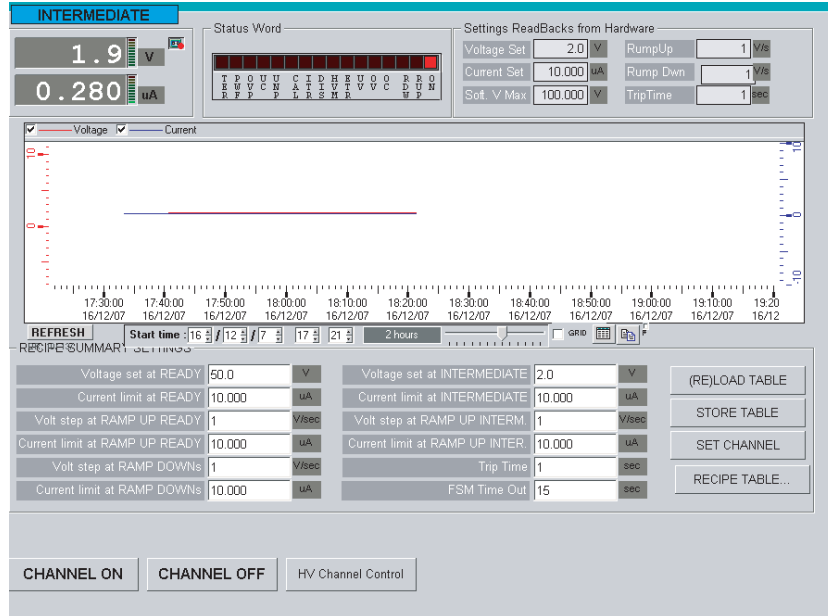 INTERMEDIATE
1.9 V
0.280 uA
Status Word
Settings ReadBacks from Hardware
Voltage Set 2.0 V RumpUp 1 V/s
Current Set 10.000 uA Rump Dwn 1 V/s
Soft. V Max 100.000 V TripTime 1 sec
Voltage Current
10
0
10
0
-10
17:30:00 17:40:00 17:50:00 18:00:00 18:10:00 18:20:00 18:30:00 18:40:00 18:50:00 19:00:00 19:10:00 19:20
16/12/07 16/12/07 16/12/07 16/12/07 16/12/07 16/12/07 16/12/07 16/12/07 16/12/07 16/12/07 16/12/07 16/12
REFRESH Start time : 16 / 12 / 7 17 21 2 hours GRID
RECIPE SUMMARY SETTINGS
Voltage set at READY 50.0 V
Current limit at READY 10.000 uA
Volt step at RAMP UP READY 1 V/sec
Current limit at RAMP UP READY 10.000 uA
Volt step at RAMP DOWNs 1 V/sec
Current limit at RAMP DOWNs 10.000 uA
Voltage set at INTERMEDIATE 2.0 V
Current limit at INTERMEDIATE 10.000 uA
Volt step at RAMP UP INTERM. 1 V/sec
Current limit at RAMP UP INTER. 10.000 uA
Trip Time 1 sec
FSM Time Out 15 sec
(RE)LOAD TABLE
STORE TABLE
SET CHANNEL
RECIPE TABLE...
CHANNEL ON CHANNEL OFF HV Channel Control